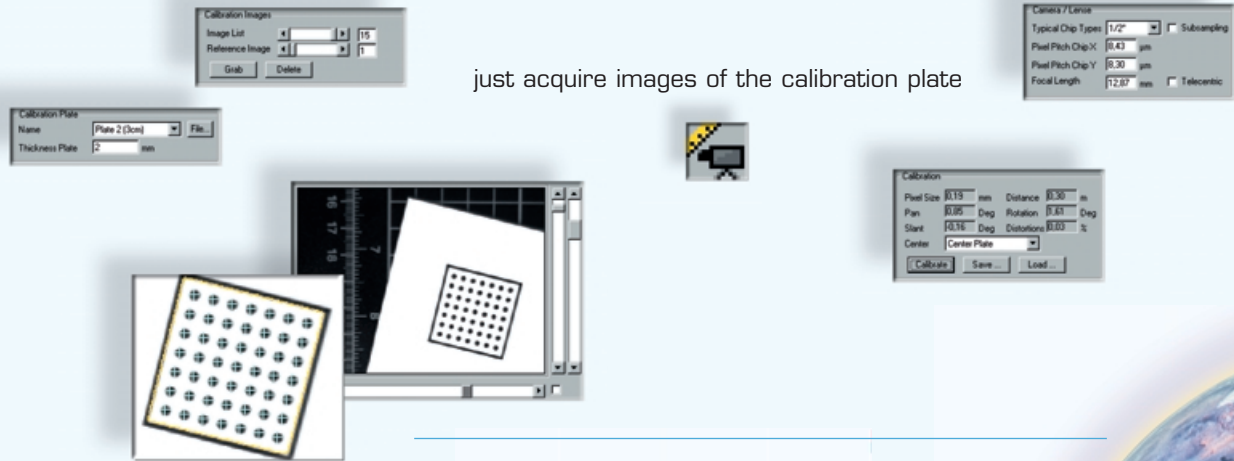 Calibration Images
Image List 15
Reference Image 1
Grab Delete
just acquire images of the calibration plate
Camera / Lense
Typical Chip Types 1/2" Subsampling
Pixel Pitch Chip X 8,43 µm
Pixel Pitch Chip Y 8,30 µm
Focal Length 12,87 mm Telecentric
Calibration Plate
Name Plate 2 (3cm) File...
Thickness Plate 2 mm
Calibration
Pixel Size 0,19 mm Distance 0,30 m
Pan 0,85 Deg Rotation 1,61 Deg
Slant -0,16 Deg Distortions 0,03 %
Center Center Plate
Calibrate Save ... Load ...
16
17
18
7